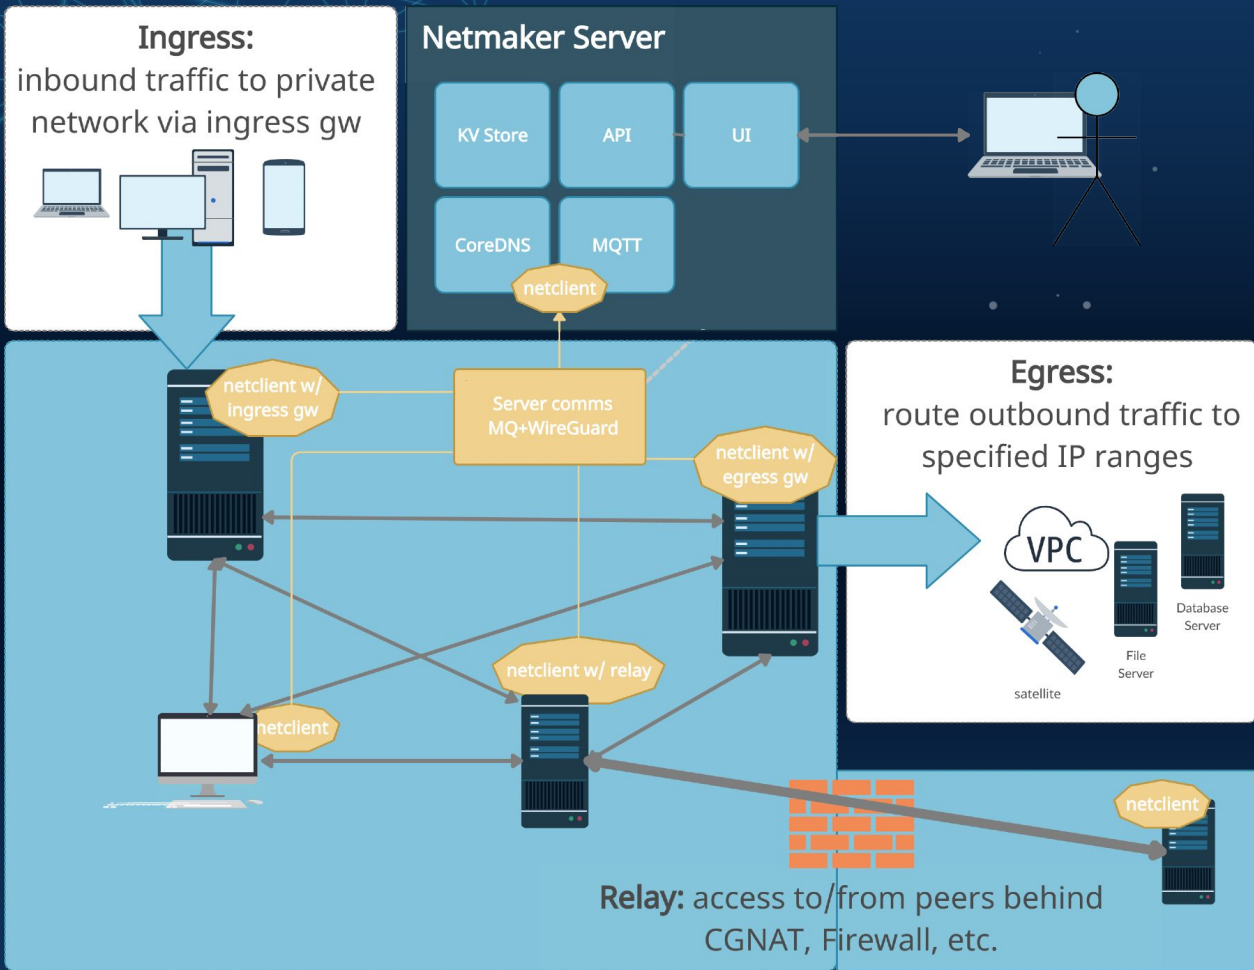 Ingress:
inbound traffic to private
network via ingress gw
Netmaker Server
KV Store
API
UI
CoreDNS
MQTT
netclient
netclient w/
ingress gw
Server comms
MQ+WireGuard
netclient w/
egress gw
Egress:
route outbound traffic to
specified IP ranges
VPC
Database
Server
File
Server
satellite
netclient w/ relay
netclient
netclient
Relay: access to/from peers behind
CGNAT, Firewall, etc.